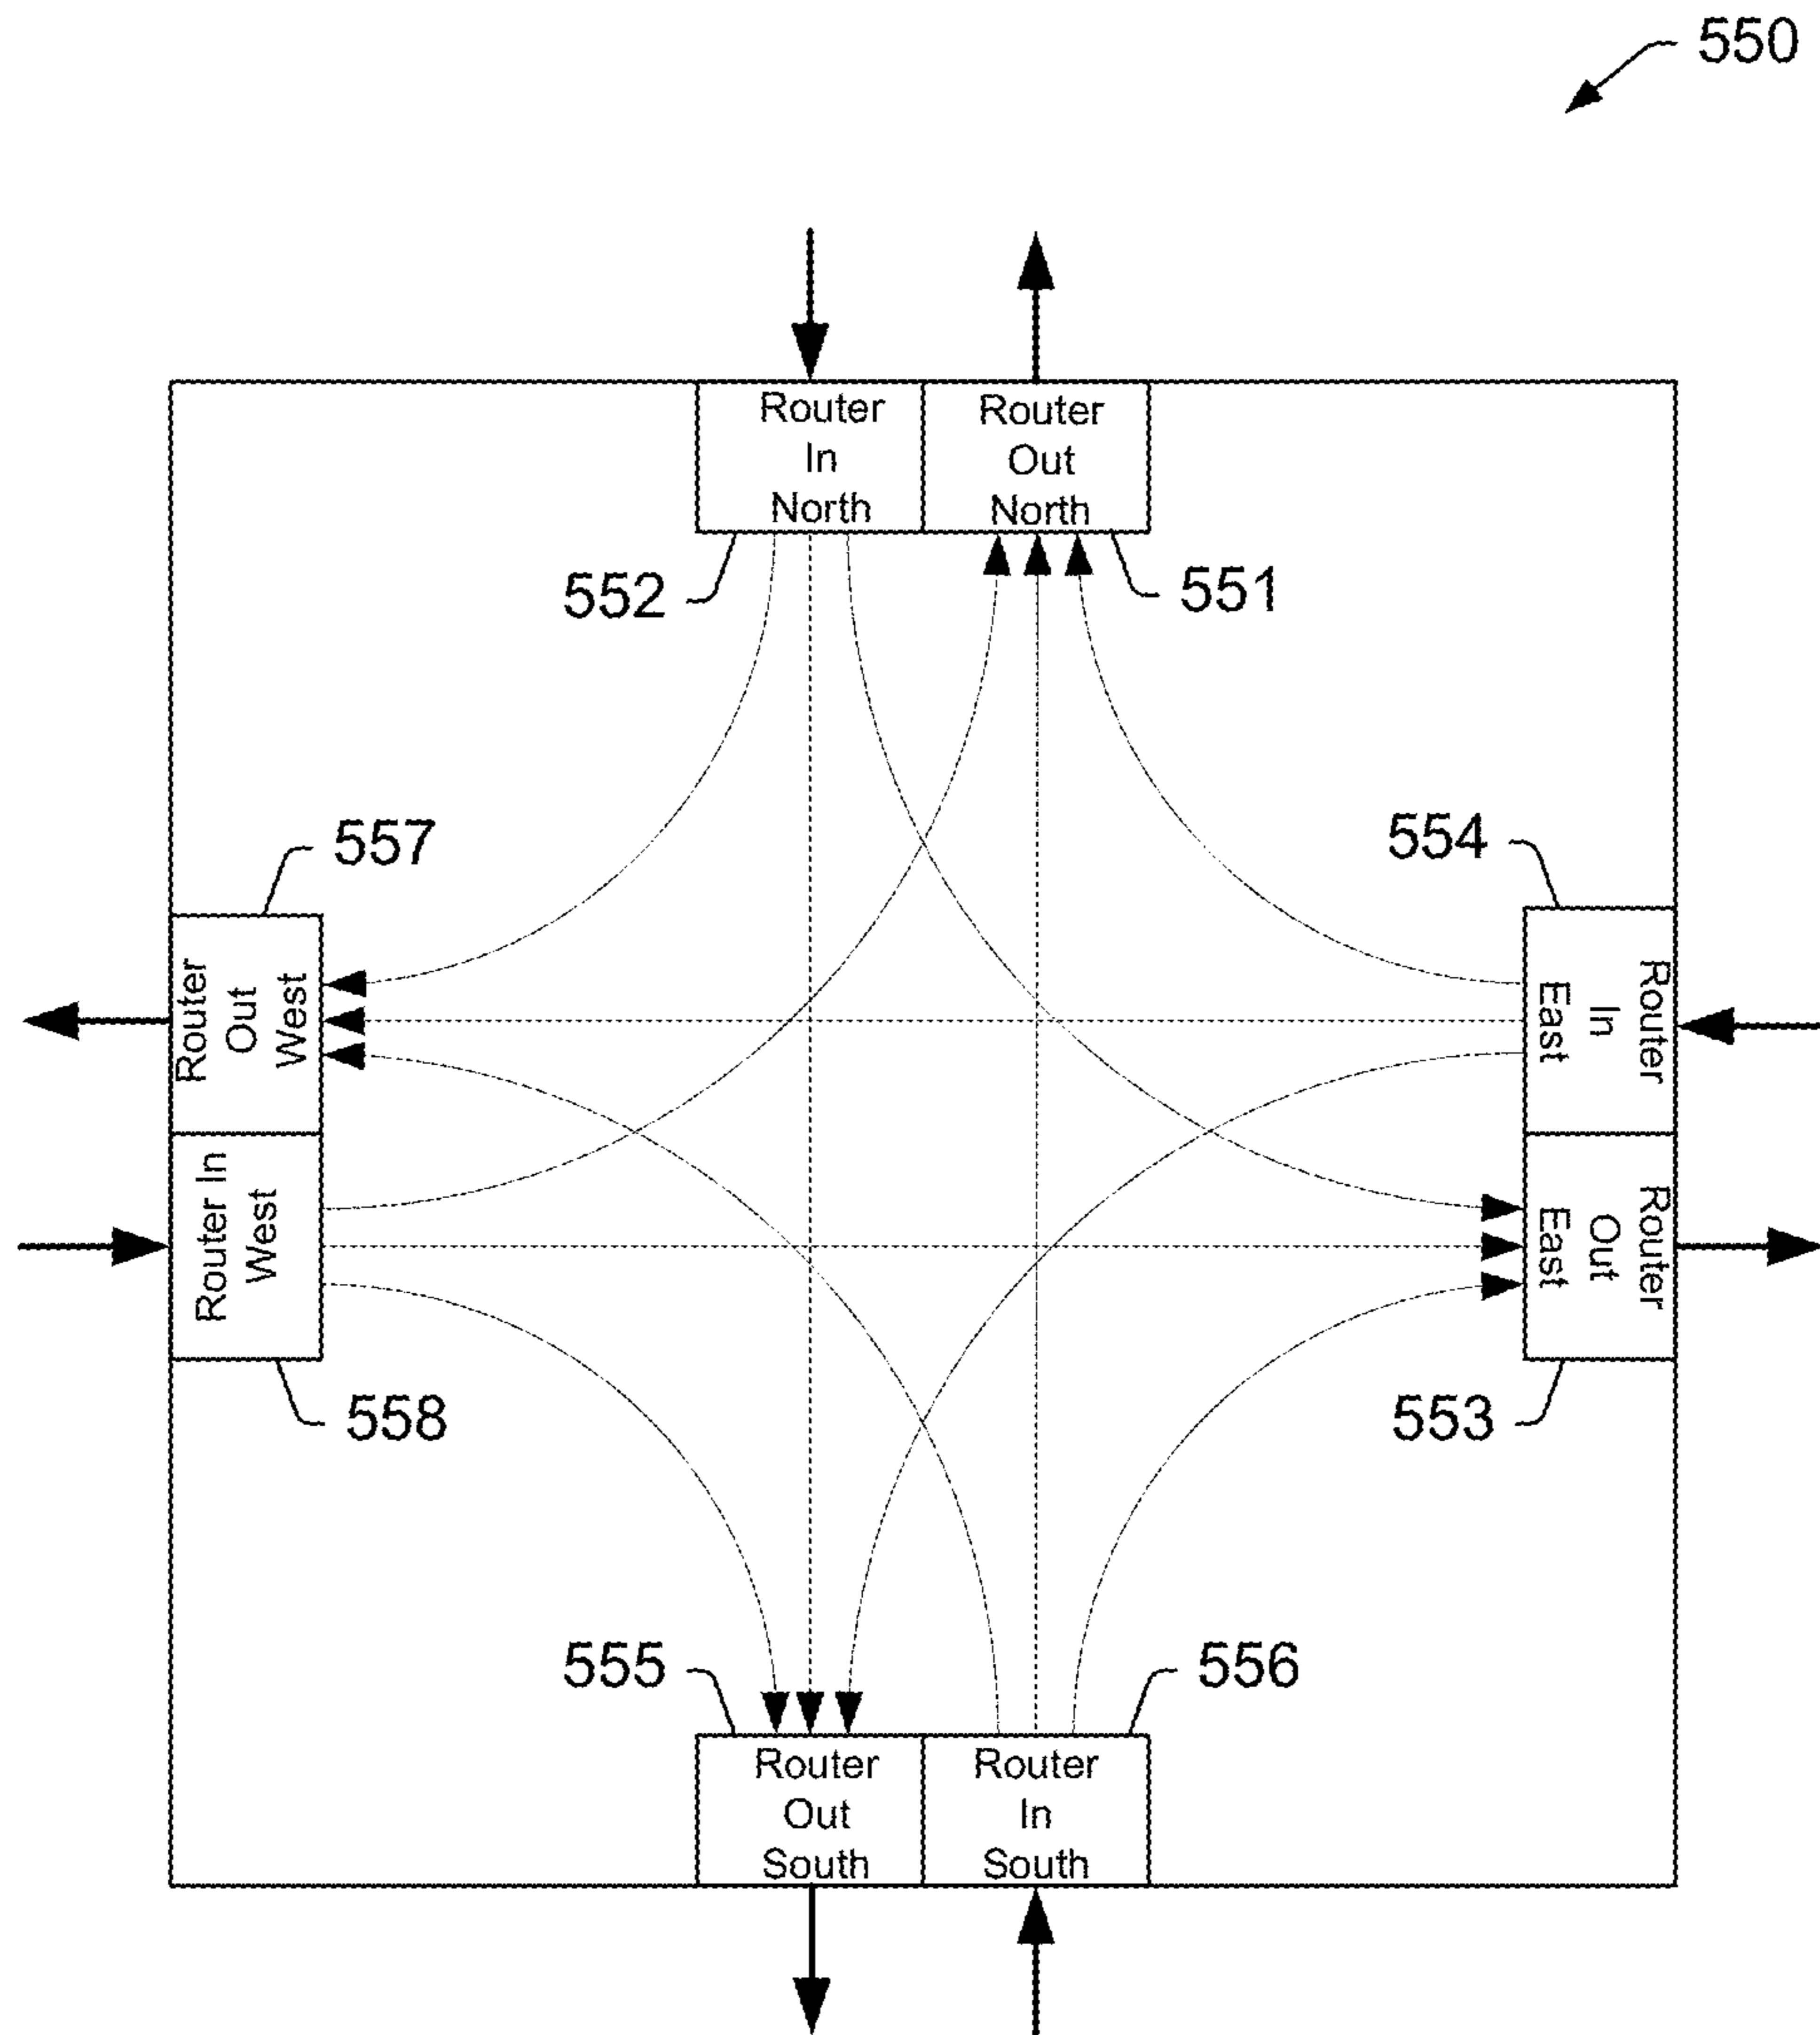 550
Router
In
North
Router
Out
North
552
551
557
554
Router
Out
West
Router
In
East
Router In
West
Router
Out
East
558
553
555
556
Router
Out
South
Router
In
South